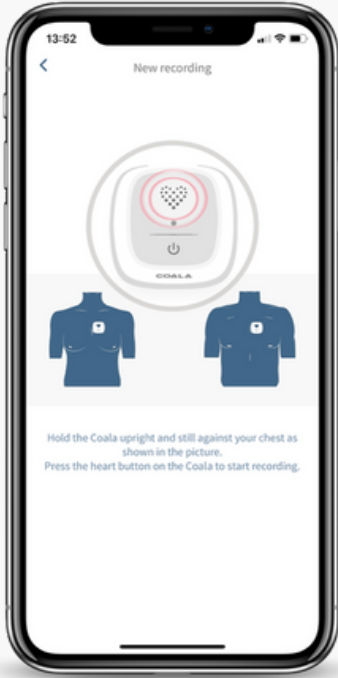 13:52
New recording
COALA
Hold the Coala upright and still against your chest as
shown in the picture.
Press the heart button on the Coala to start recording.